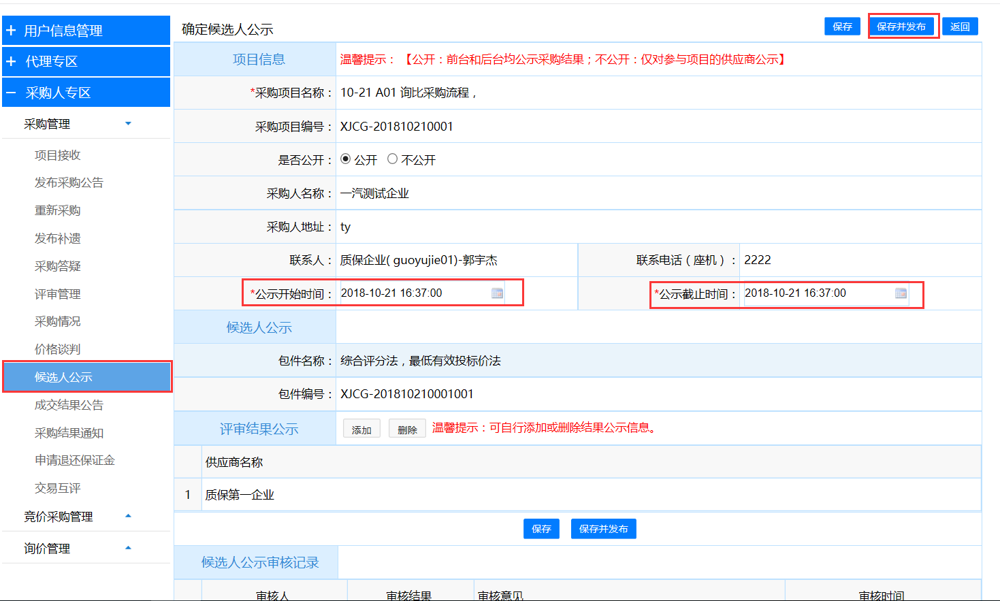 用户信息管理
代理专区
采购人专区
采购管理
项目接收
发布采购公告
重新采购
发布补遗
采购答疑
评审管理
采购情况
价格谈判
候选人公示
成交结果公告
采购结果通知
申请退还保证金
交易互评
竞价采购管理
询价管理
确定候选人公示
保存 保存并发布 返回
项目信息 温馨提示：【公开：前台和后台均公示采购结果；不公开：仅对参与项目的供应商公示】
*采购项目名称： 10-21 A01 询比采购流程，
采购项目编号： XJCG-201810210001
是否公开： 公开 不公开
采购人名称： 一汽测试企业
采购人地址： ty
联系人： 质保企业( guoyujie01)-郭宇杰 联系电话（座机）： 2222
*公示开始时间： 2018-10-21 16:37:00 *公示截止时间： 2018-10-21 16:37:00
候选人公示
包件名称： 综合评分法，最低有效投标价法
包件编号： XJCG-201810210001001
评审结果公示 添加 删除 温馨提示：可自行添加或删除结果公示信息。
供应商名称
1 质保第一企业
保存 保存并发布
候选人公示审核记录
审核人 审核结果 审核意见 审核时间